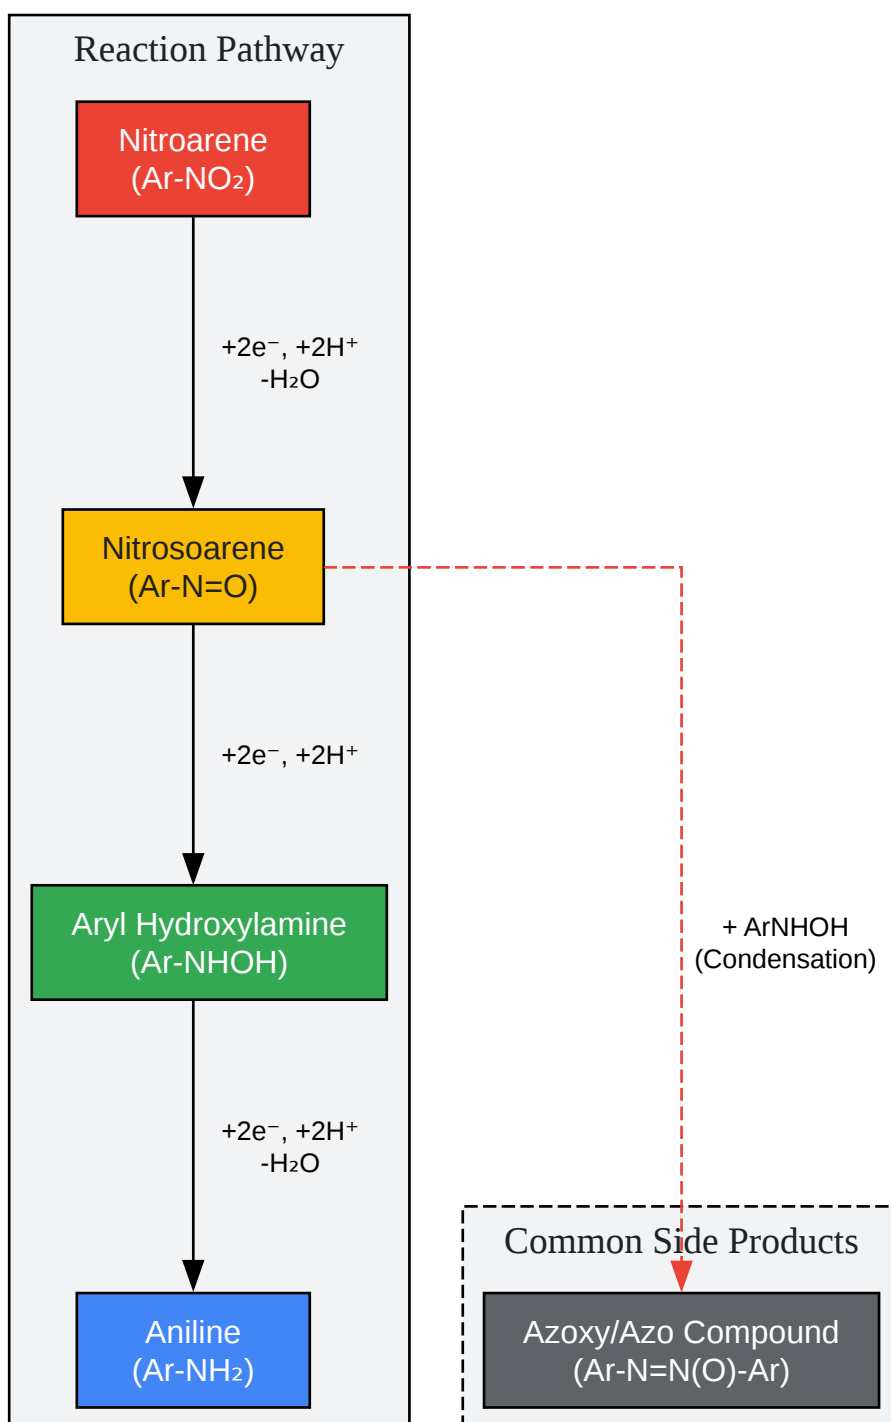 Reaction Pathway
Nitroarene
(Ar-NO₂)
+2e⁻, +2H⁺
-H₂O
Nitrosoarene
(Ar-N=O)
+2e⁻, +2H⁺
Aryl Hydroxylamine
(Ar-NHOH)
+ ArNHOH
(Condensation)
+2e⁻, +2H⁺
-H₂O
Common Side Products
Aniline
(Ar-NH₂)
Azoxy/Azo Compound
(Ar-N=N(O)-Ar)